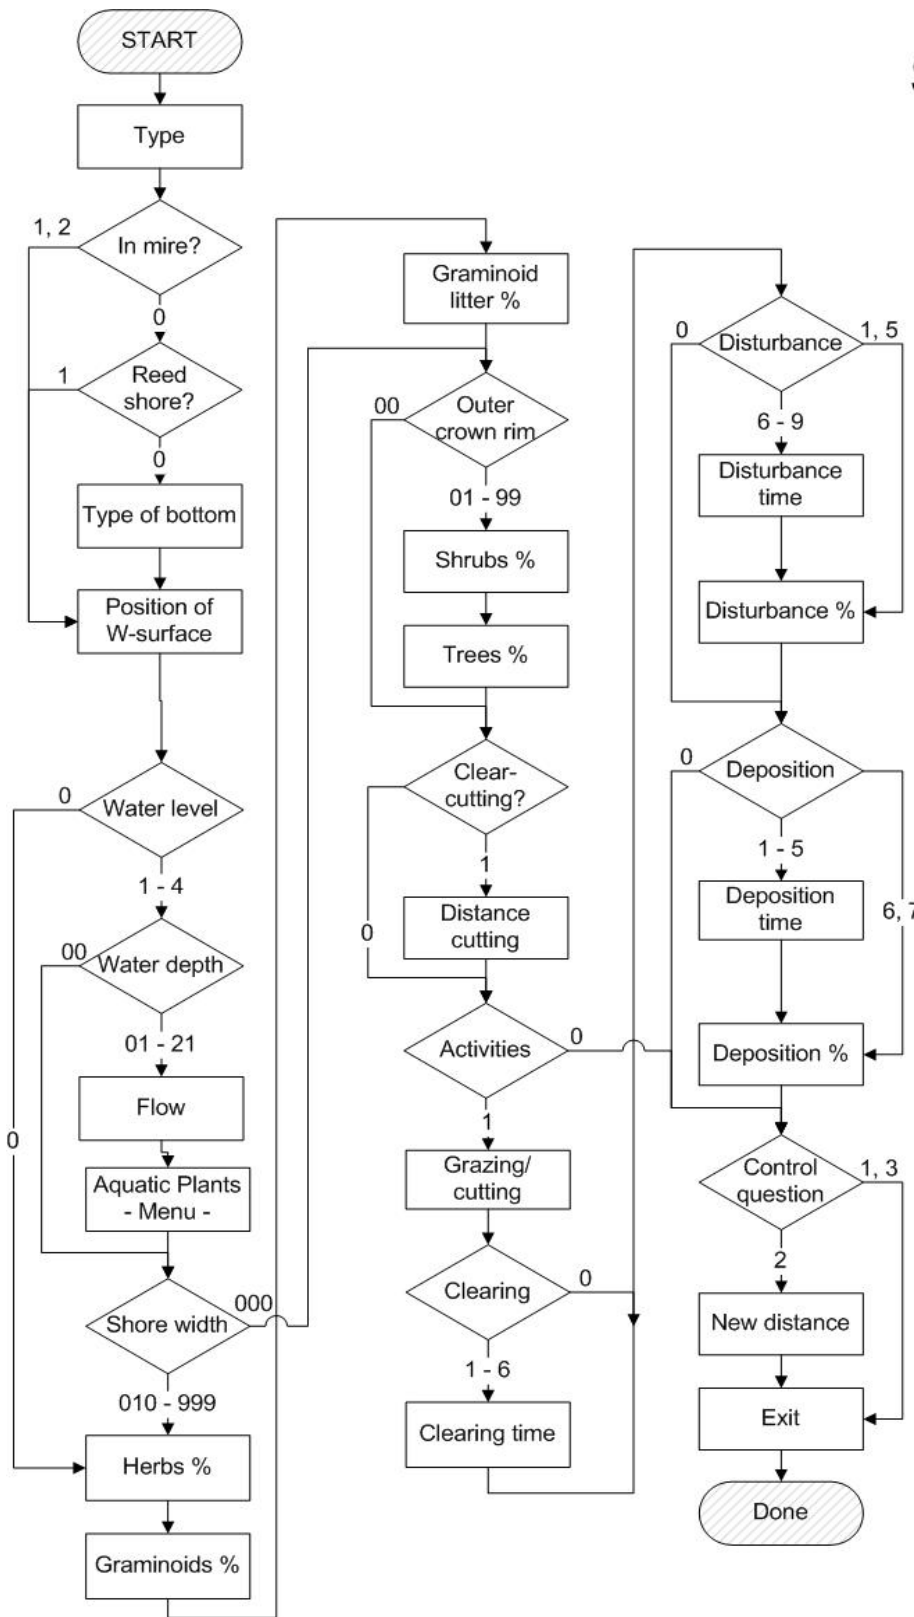 START
Type
1, 2
In mire?
0
1
Reed
shore?
0
Type of bottom
Position of
W-surface
0
Water level
1 - 4
00
Water depth
01 - 21
Flow
0
Aquatic Plants
- Menu -
000
Shore width
010 - 999
Herbs %
Graminoids %
Graminoid
litter %
00
Outer
crown rim
01 - 99
Shrubs %
Trees %
Clear-
cutting?
1
0
Distance
cutting
Activities
0
1
Grazing/
cutting
Clearing
0
1 - 6
Clearing time
0
Disturbance
1, 5
6 - 9
Disturbance
time
Disturbance %
0
Deposition
1 - 5
Deposition
time
6, 7
Deposition %
Control
question
1, 3
2
New distance
Exit
Done